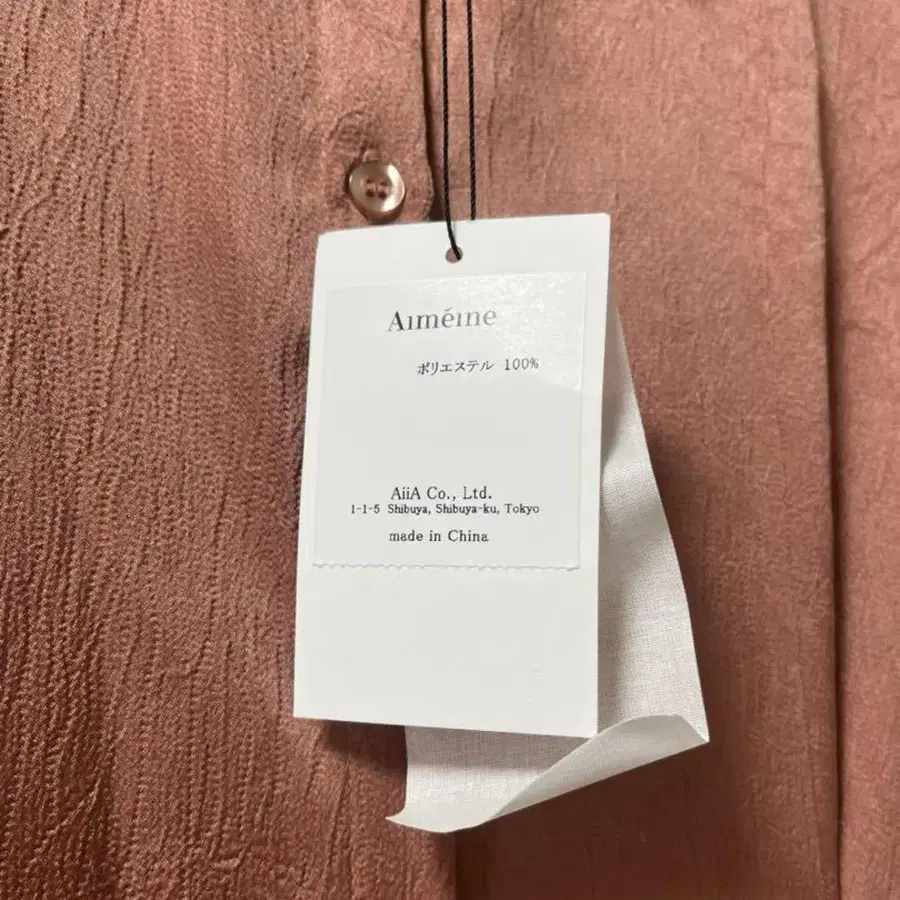 Aiméine
ポリエステル 100%
AiiA Co., Ltd.
1-1-5 Shibuya, Shibuya-ku, Tokyo
made in China